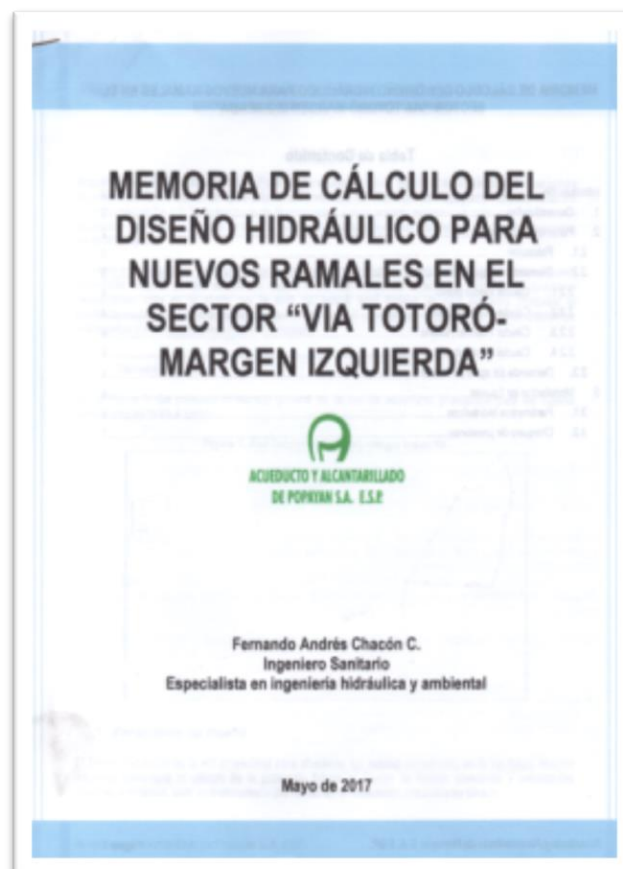 MEMORIA DE CÁLCULO DEL
DISEÑO HIDRÁULICO PARA
NUEVOS RAMALES EN EL
SECTOR “VIA TOTORÓ-
MARGEN IZQUIERDA”
ACUEDUCTO Y ALCANTARILLADO
DE POPAYAN S.A. E.S.P.
Fernando Andrés Chacón C.
Ingeniero Sanitario
Especialista en ingeniería hidráulica y ambiental
Mayo de 2017